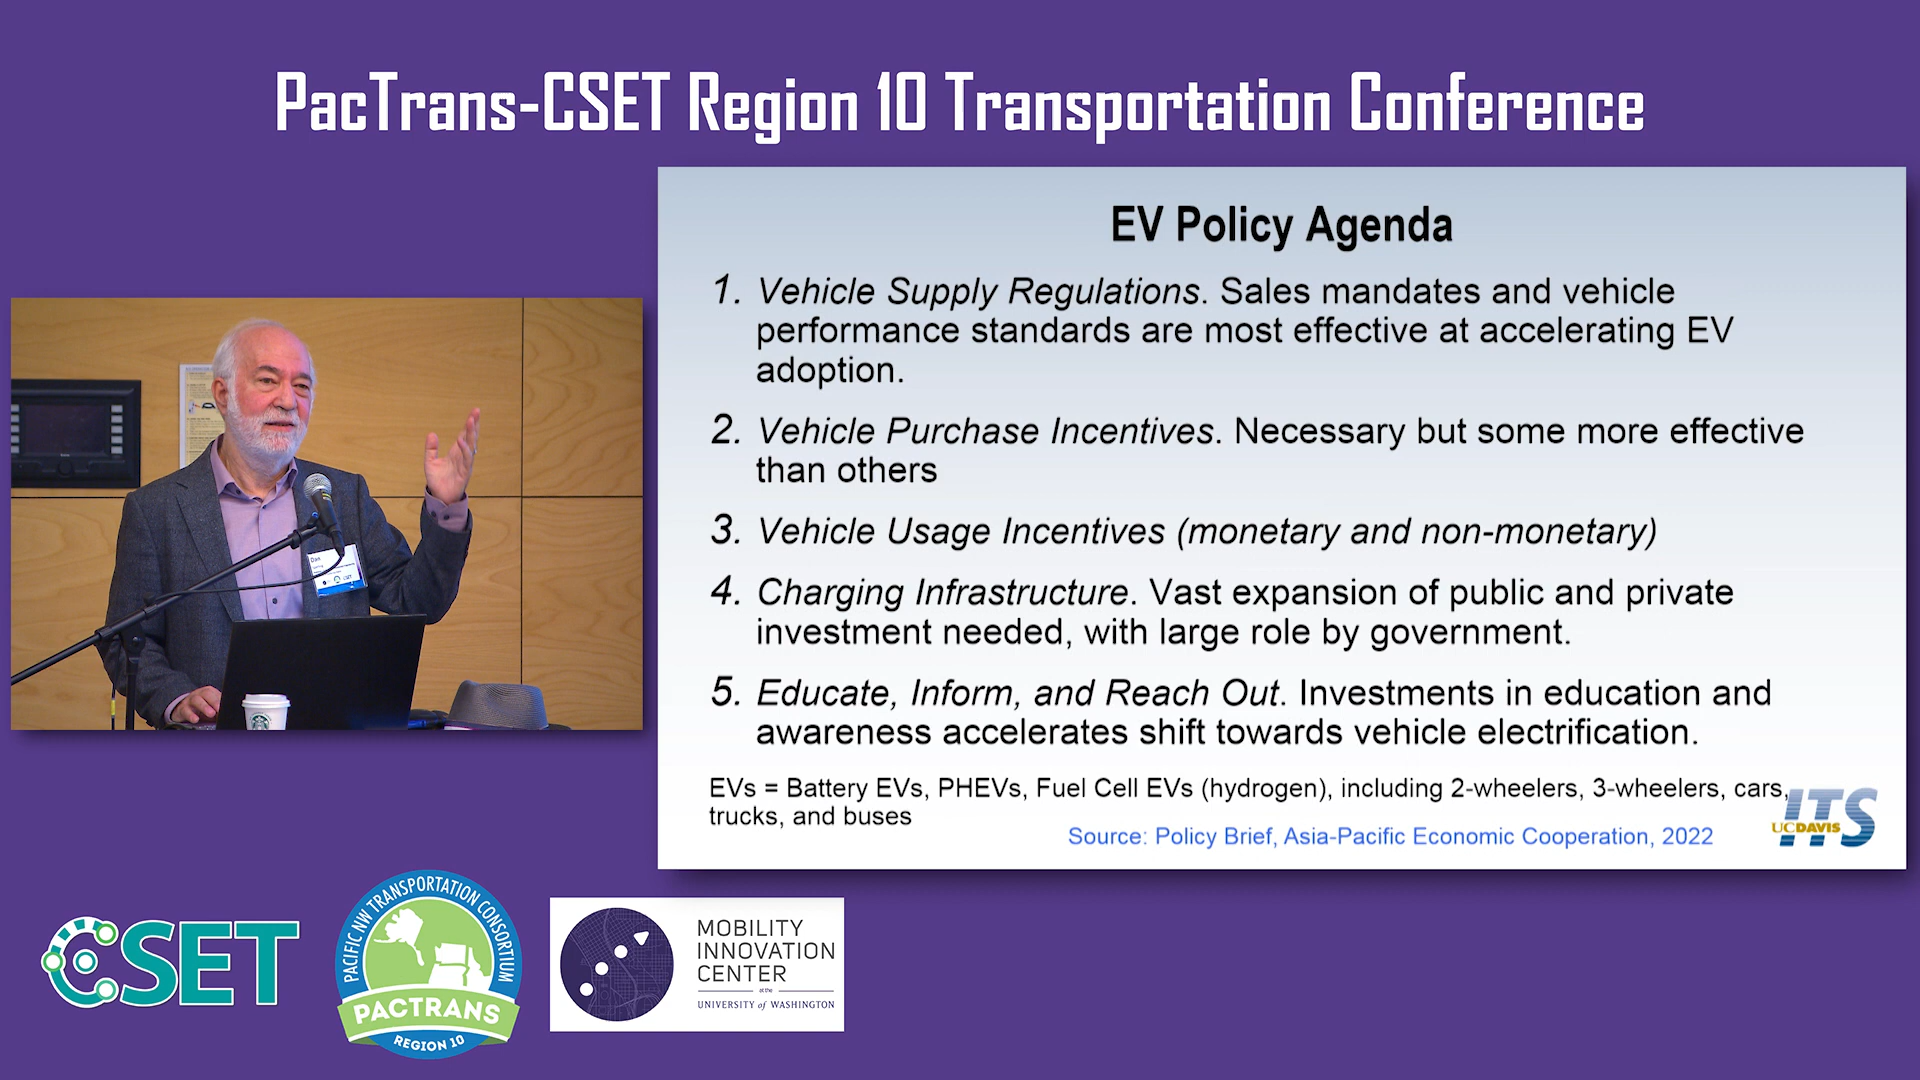 PacTrans-CSET Region 10 Transportation Conference
EV Policy Agenda
1. Vehicle Supply Regulations. Sales mandates and vehicle
performance standards are most effective at accelerating EV
adoption.
2. Vehicle Purchase Incentives. Necessary but some more effective
than others
3. Vehicle Usage Incentives (monetary and non-monetary)
4. Charging Infrastructure. Vast expansion of public and private
investment needed, with large role by government.
5. Educate, Inform, and Reach Out. Investments in education and
awareness accelerates shift towards vehicle electrification.
EVs = Battery EVs, PHEVs, Fuel Cell EVs (hydrogen), including 2-wheelers, 3-wheelers, cars,
trucks, and buses
Source: Policy Brief, Asia-Pacific Economic Cooperation, 2022
ITS
UCDAVIS
Dan
CSET
PACIFIC NW TRANSPORTATION CONSORTIUM
PACTRANS
REGION 10
MOBILITY
INNOVATION
CENTER
at the
UNIVERSITY of WASHINGTON